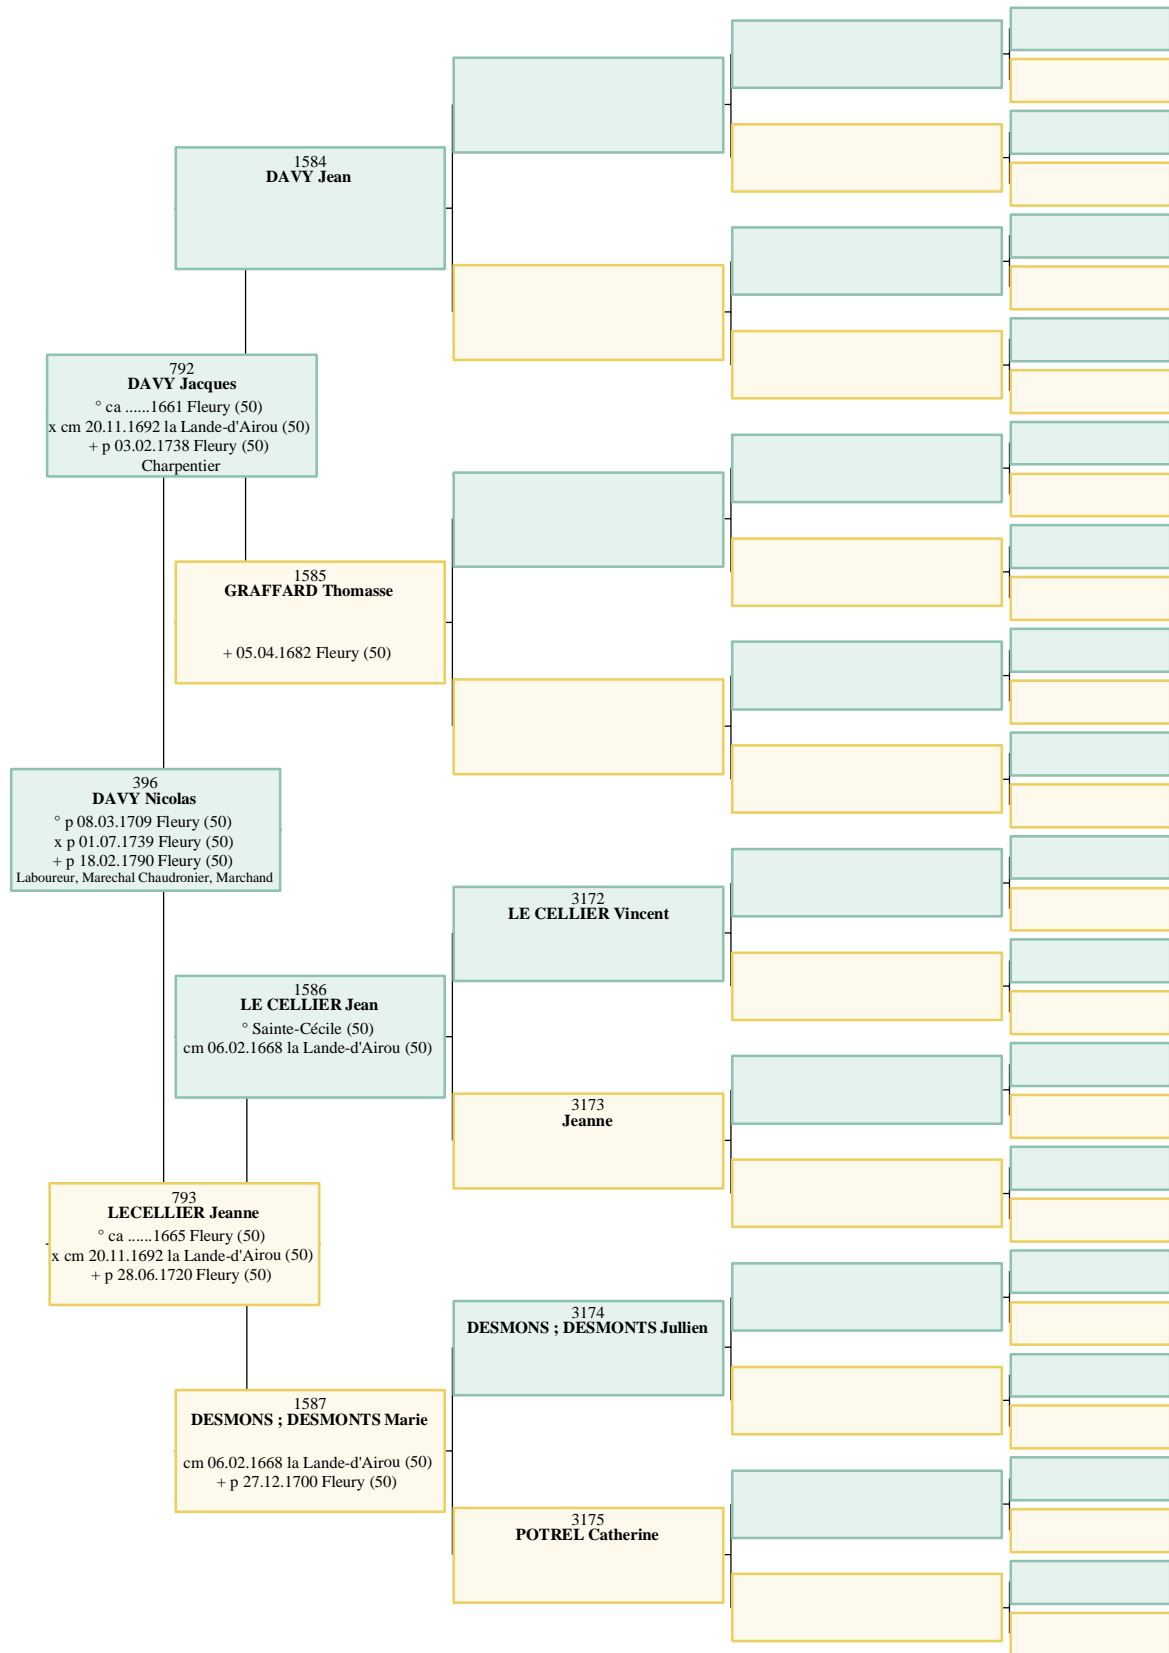 1584
DAVY Jean
792
DAVY Jacques
° ca ......1661 Fleury (50)
x cm 20.11.1692 la Lande-d'Airou (50)
+ p 03.02.1738 Fleury (50)
Charpentier
1585
GRAFFARD Thomasse
+ 05.04.1682 Fleury (50)
396
DAVY Nicolas
° p 08.03.1709 Fleury (50)
x p 01.07.1739 Fleury (50)
+ p 18.02.1790 Fleury (50)
Laboureur, Marechal Chaudronier, Marchand
3172
LE CELLIER Vincent
1586
LE CELLIER Jean
° Sainte-Cécile (50)
cm 06.02.1668 la Lande-d'Airou (50)
3173
Jeanne
793
LECELLIER Jeanne
° ca ......1665 Fleury (50)
x cm 20.11.1692 la Lande-d'Airou (50)
+ p 28.06.1720 Fleury (50)
3174
DESMONS ; DESMONTS Jullien
1587
DESMONS ; DESMONTS Marie
cm 06.02.1668 la Lande-d'Airou (50)
+ p 27.12.1700 Fleury (50)
3175
POTREL Catherine